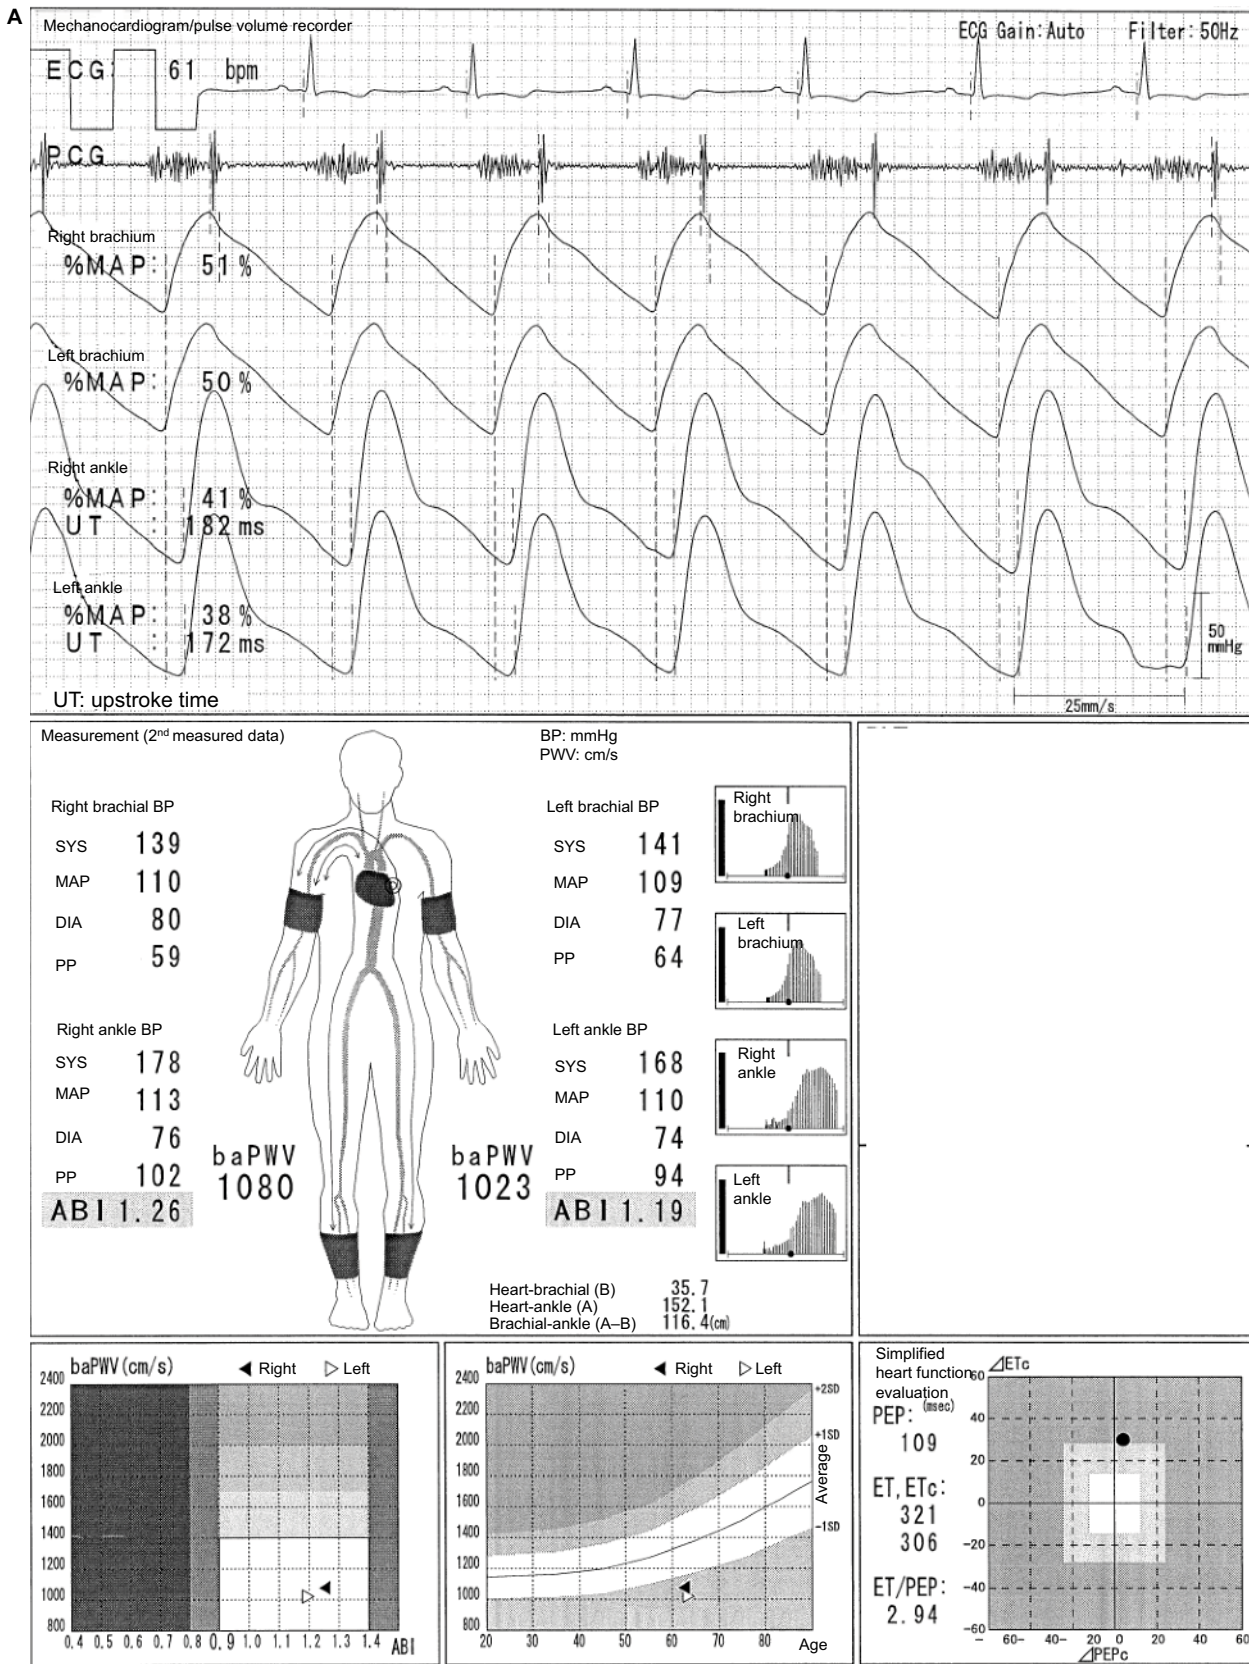 A
Mechanocardiogram/pulse volume recorder
ECG Gain:Auto Filter:50Hz
ECG: 61 bpm
PCG
Right brachium
%MAP: 51%
Left brachium
%MAP: 50%
Right ankle
%MAP: 41%
UT : 182ms
Left ankle
%MAP: 38%
UT : 172ms
50
mmHg
UT: upstroke time
25mm/s
Measurement (2nd measured data)
BP: mmHg
PWV: cm/s
Right brachial BP
SYS 139
MAP 110
DIA 80
PP 59
Left brachial BP
SYS 141
MAP 109
DIA 77
PP 64
Right brachium
Left brachium
Right ankle
Left ankle
Right ankle BP
SYS 178
MAP 113
DIA 76
PP 102
ABI 1.26
baPWV
1080
baPWV
1023
Left ankle BP
SYS 168
MAP 110
DIA 74
PP 94
ABI 1.19
Heart-brachial (B) 35.7
Heart-ankle (A) 152.1
Brachial-ankle (A–B) 116.4(cm)
baPWV(cm/s) Right Left
2400
2200
2000
1800
1600
1400
1200
1000
800
0.4 0.5 0.6 0.7 0.8 0.9 1.0 1.1 1.2 1.3 1.4 ABI
baPWV(cm/s) Right Left
2400
2200
2000
1800
1600
1400
1200
1000
800
20 30 40 50 60 70 80 Age
+2SD
+1SD
Average
-1SD
Simplified
heart function
evaluation
(msec)
PEP:
109
ET, ETc:
321
306
ET/PEP:
2.94
⊿ETc
60
40
20
0
-20
-40
-60
- 60- 40- 20 0 20 40 60
⊿PEPc